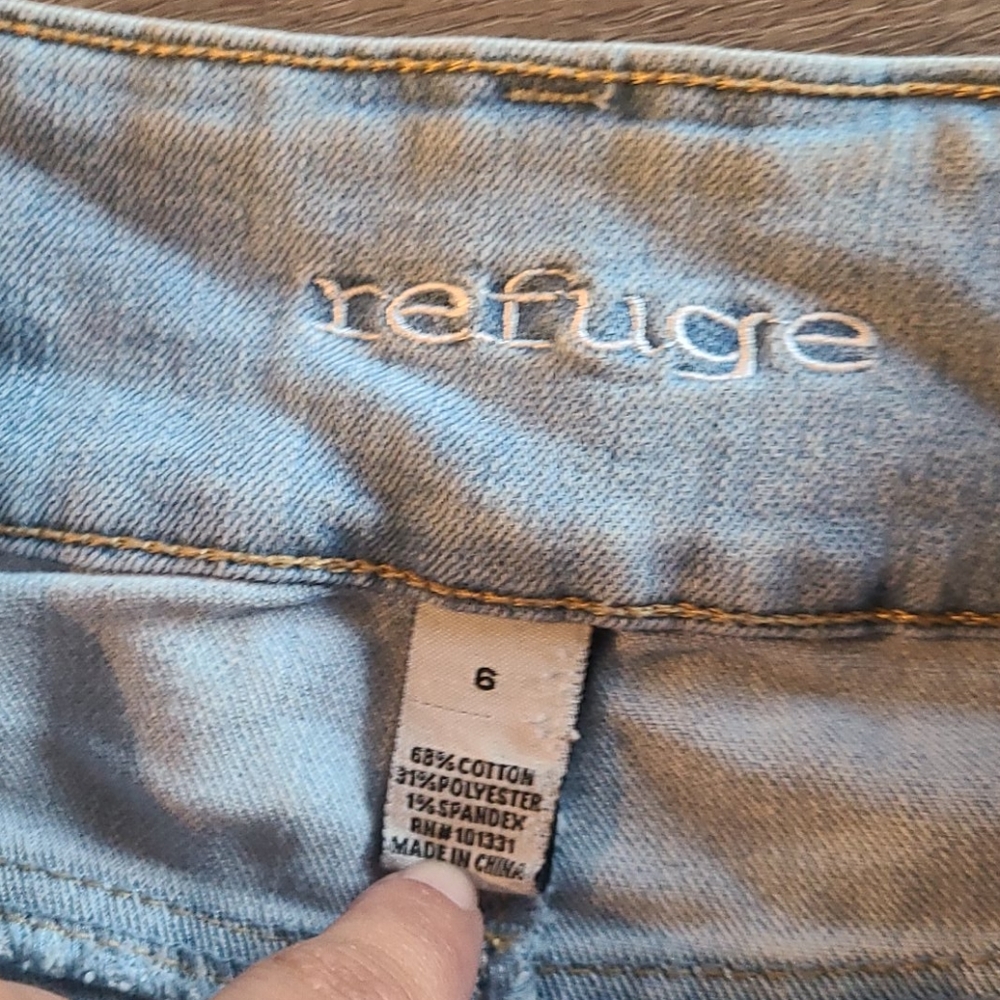 refuge
6
68% COTTON
31% POLYESTER
1% SPANDEX
RN# 101331
MADE IN CHINA